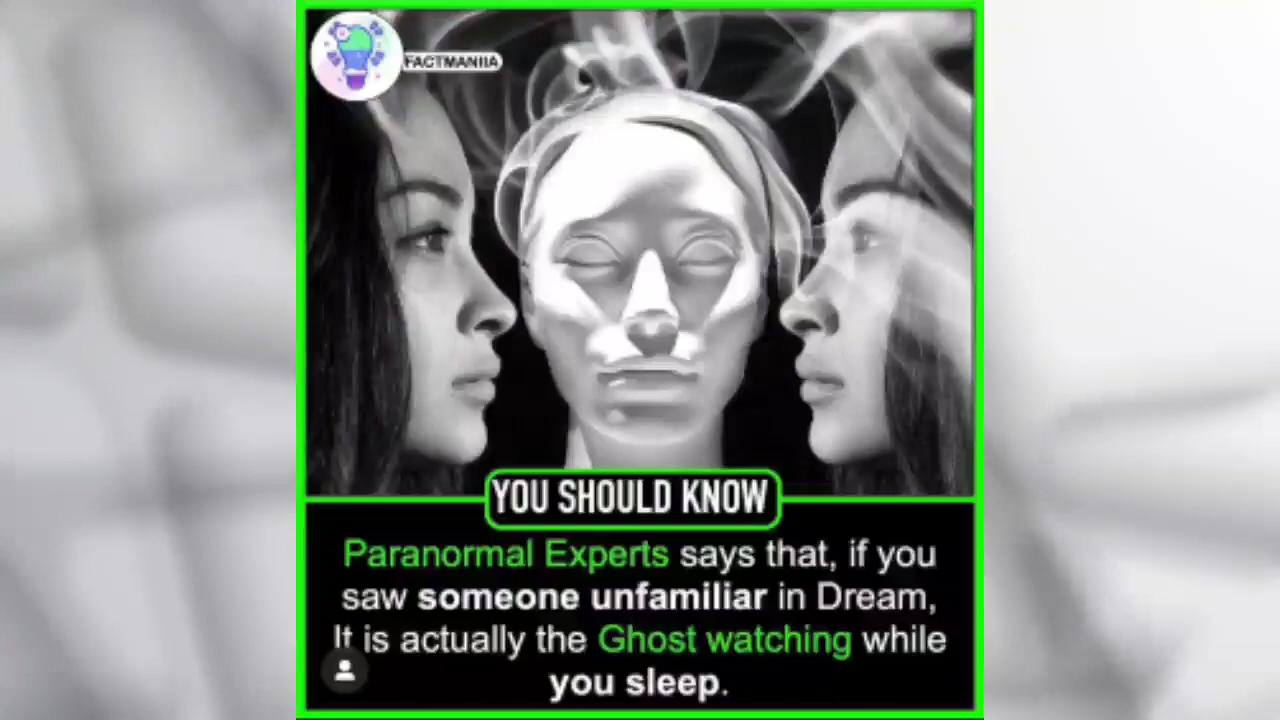 FACTMANIIA
YOU SHOULD KNOW
Paranormal Experts says that, if you
saw someone unfamiliar in Dream,
It is actually the Ghost watching while
you sleep.